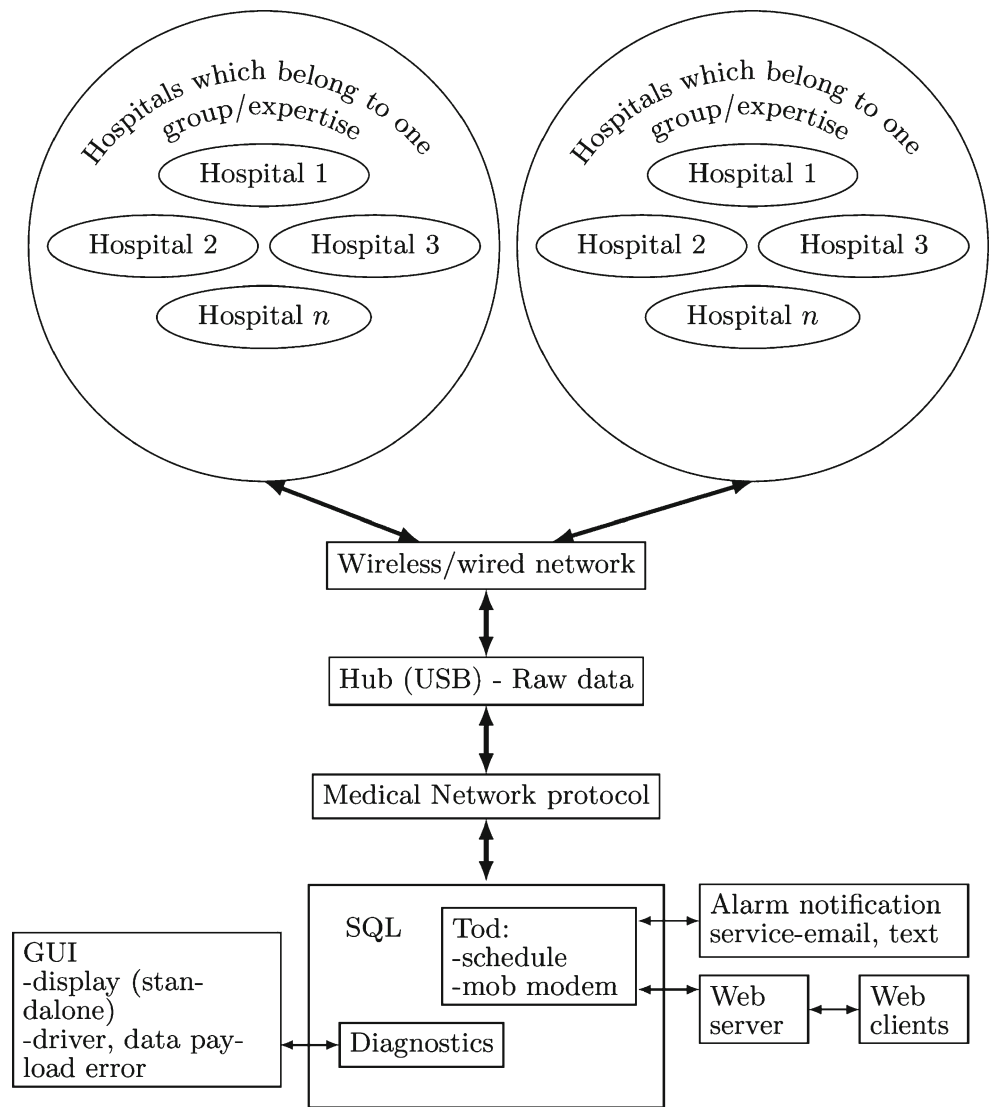 Hospitals which belong to one
group/expertise
Hospital 1
Hospital 2
Hospital 3
Hospital n
Hospitals which belong to one
group/expertise
Hospital 1
Hospital 2
Hospital 3
Hospital n
Wireless/wired network
Hub (USB) - Raw data
Medical Network protocol
SQL
Tod:
-schedule
-mob modem
Diagnostics
GUI
-display (stan-
dalone)
-driver, data pay-
load error
Alarm notification
service-email, text
Web
server
Web
clients